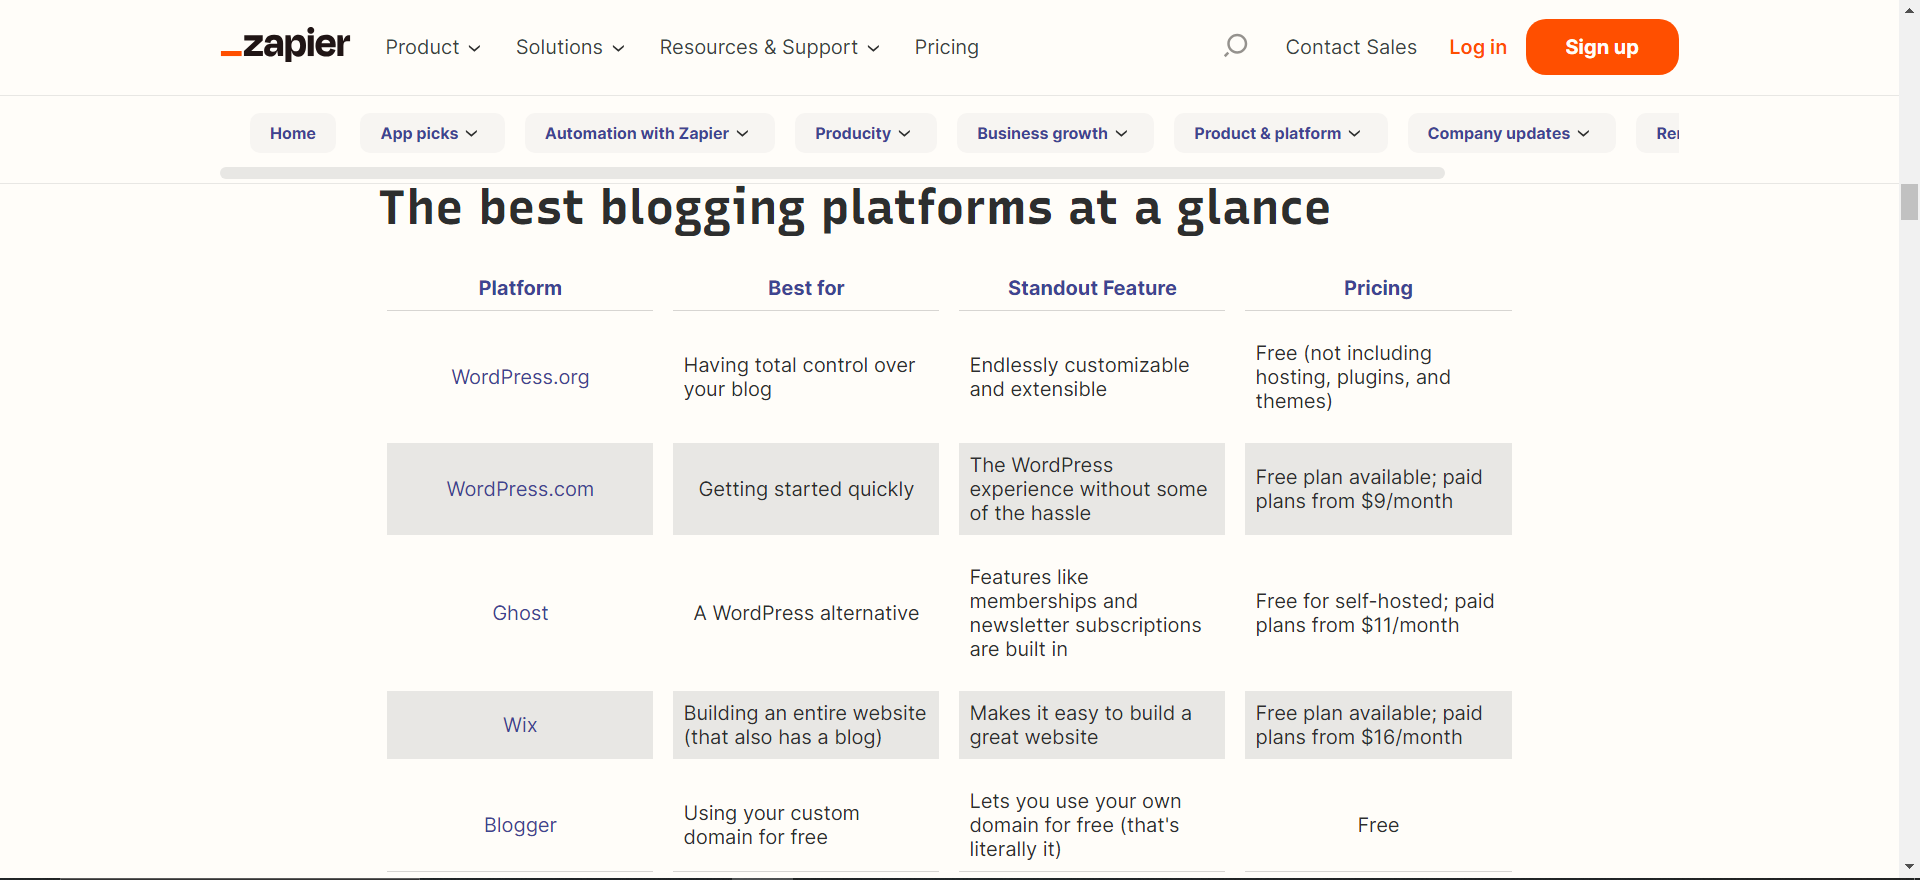 zapier Product Solutions Resources & Support Pricing Contact Sales Log in Sign up
Home App picks Automation with Zapier Producity Business growth Product & platform Company updates
The best blogging platforms at a glance
Platform Best for Standout Feature Pricing
WordPress.org
Having total control over
your blog
Endlessly customizable
and extensible
Free (not including
hosting, plugins, and
themes)
WordPress.com
Getting started quickly
The WordPress
experience without some
of the hassle
Free plan available; paid
plans from $9/month
Ghost
A WordPress alternative
Features like
memberships and
newsletter subscriptions
are built in
Free for self-hosted; paid
plans from $11/month
Wix
Building an entire website
(that also has a blog)
Makes it easy to build a
great website
Free plan available; paid
plans from $16/month
Blogger
Using your custom
domain for free
Lets you use your own
domain for free (that's
literally it)
Free